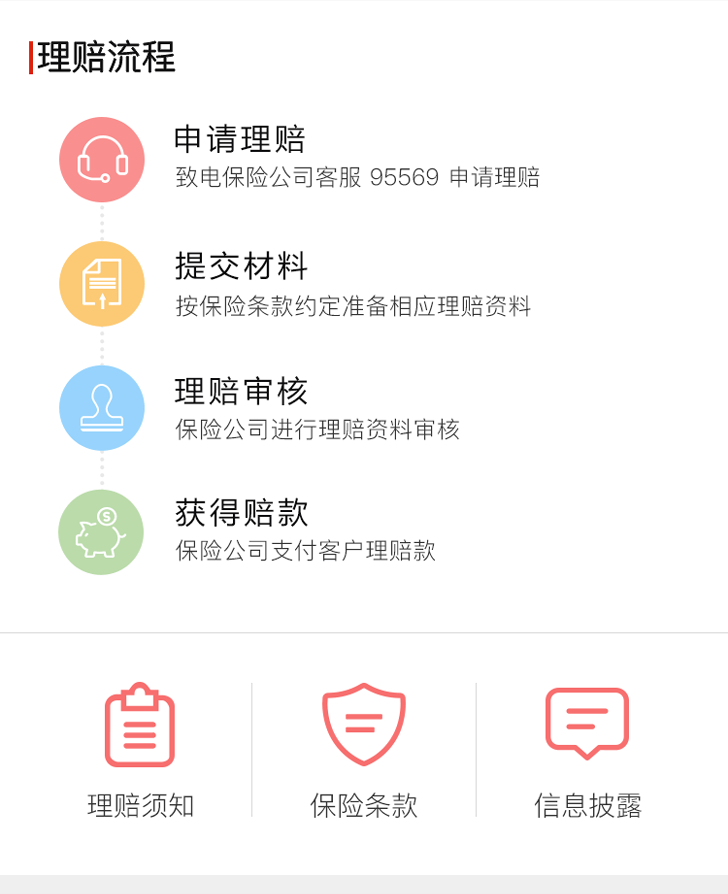 理赔流程
申请理赔
致电保险公司客服 95569 申请理赔
提交材料
按保险条款约定准备相应理赔资料
理赔审核
保险公司进行理赔资料审核
获得赔款
保险公司支付客户理赔款
理赔须知
保险条款
信息披露